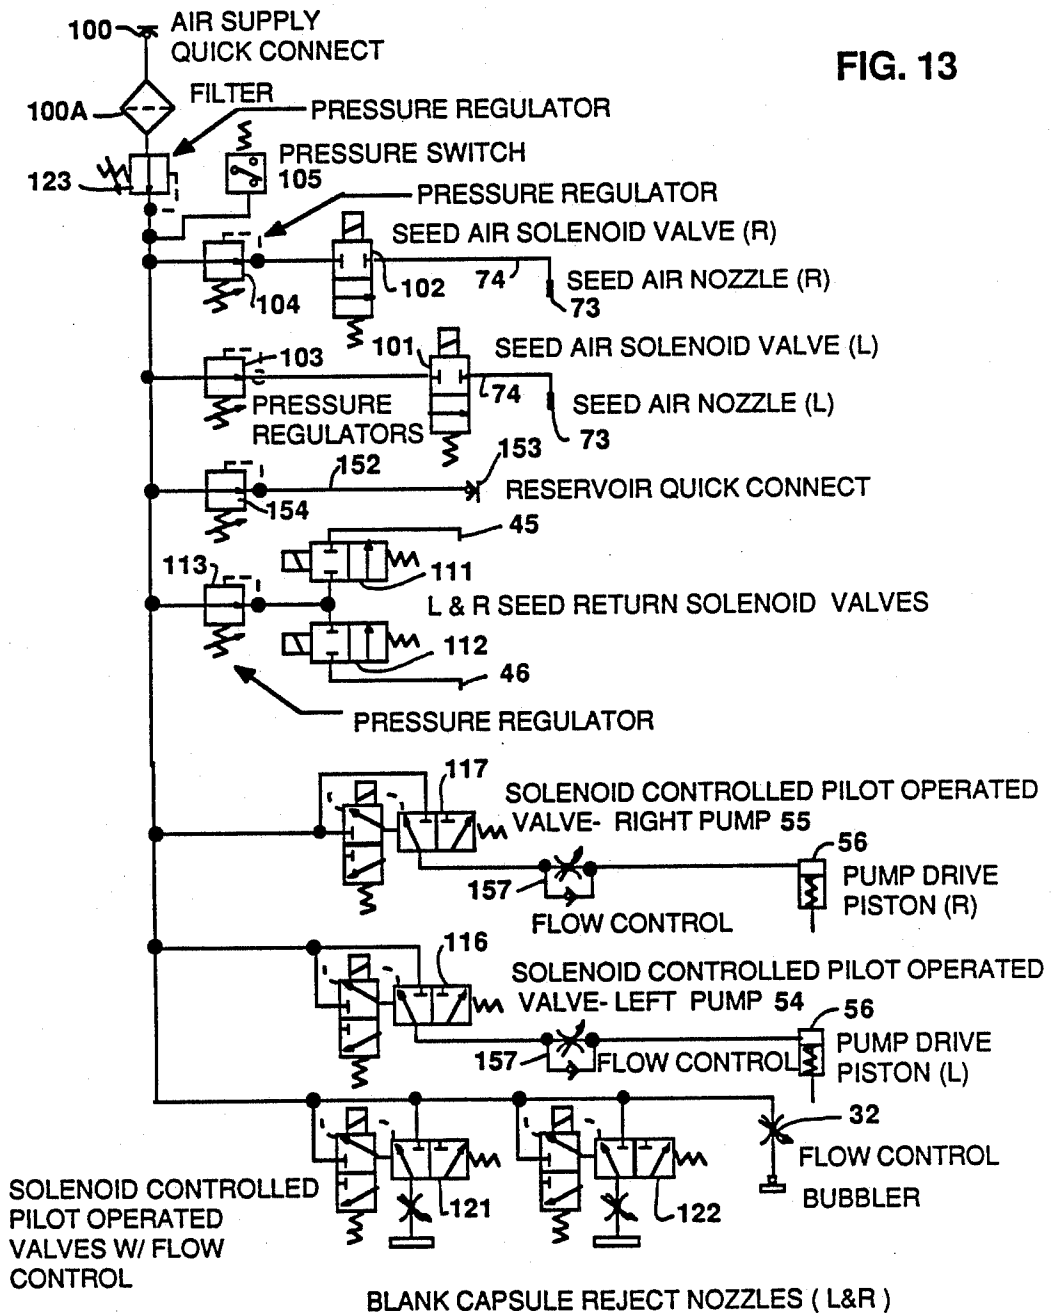 100
AIR SUPPLY
QUICK CONNECT
FIG. 13
100A
FILTER
PRESSURE REGULATOR
PRESSURE SWITCH
105
123
PRESSURE REGULATOR
SEED AIR SOLENOID VALVE (R)
104
102
74
SEED AIR NOZZLE (R)
73
103
101
SEED AIR SOLENOID VALVE (L)
74
PRESSURE
REGULATORS
SEED AIR NOZZLE (L)
73
152
153
154
RESERVOIR QUICK CONNECT
45
113
111
L & R SEED RETURN SOLENOID VALVES
112
46
PRESSURE REGULATOR
117
SOLENOID CONTROLLED PILOT OPERATED
VALVE- RIGHT PUMP 55
56
157
PUMP DRIVE
PISTON (R)
FLOW CONTROL
116
SOLENOID CONTROLLED PILOT OPERATED
VALVE- LEFT PUMP 54
56
157
FLOW CONTROL
PUMP DRIVE
PISTON (L)
32
FLOW CONTROL
BUBBLER
SOLENOID CONTROLLED
PILOT OPERATED
VALVES W/ FLOW
CONTROL
121
122
BLANK CAPSULE REJECT NOZZLES ( L&R )